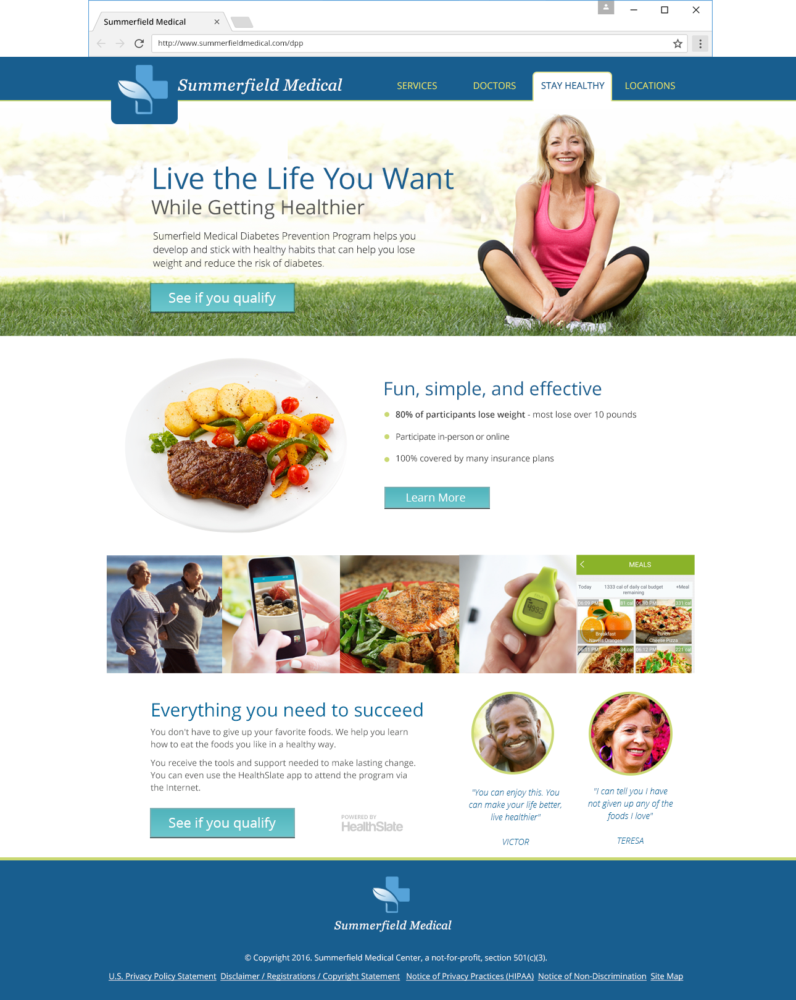 Summerfield Medical
http://www.summerfieldmedical.com/dpp
Summerfield Medical
SERVICES
DOCTORS
STAY HEALTHY
LOCATIONS
Live the Life You Want
While Getting Healthier
Sumerfield Medical Diabetes Prevention Program helps you
develop and stick with healthy habits that can help you lose
weight and reduce the risk of diabetes.
See if you qualify
Fun, simple, and effective
80% of participants lose weight - most lose over 10 pounds
Participate in-person or online
100% covered by many insurance plans
Learn More
4992
MEALS
Today
1333 cal of daily cal budget
remaining
+Meal
06:09 PM
81 cal
06:10 PM
331 cal
Breakfast
Navels Oranges
Lunch
Cheese Pizza
06:11 PM
34 cal
06:12 PM
221 cal
Everything you need to succeed
You don't have to give up your favorite foods. We help you learn
how to eat the foods you like in a healthy way.
You receive the tools and support needed to make lasting change.
You can even use the HealthSlate app to attend the program via
the Internet.
See if you qualify
POWERED BY
HealthSlate
"You can enjoy this. You
can make your life better,
live healthier"
VICTOR
"I can tell you I have
not given up any of the
foods I love"
TERESA
Summerfield Medical
© Copyright 2016. Summerfield Medical Center, a not-for-profit, section 501(c)(3).
U.S. Privacy Policy Statement Disclaimer / Registrations / Copyright Statement Notice of Privacy Practices (HIPAA) Notice of Non-Discrimination Site Map